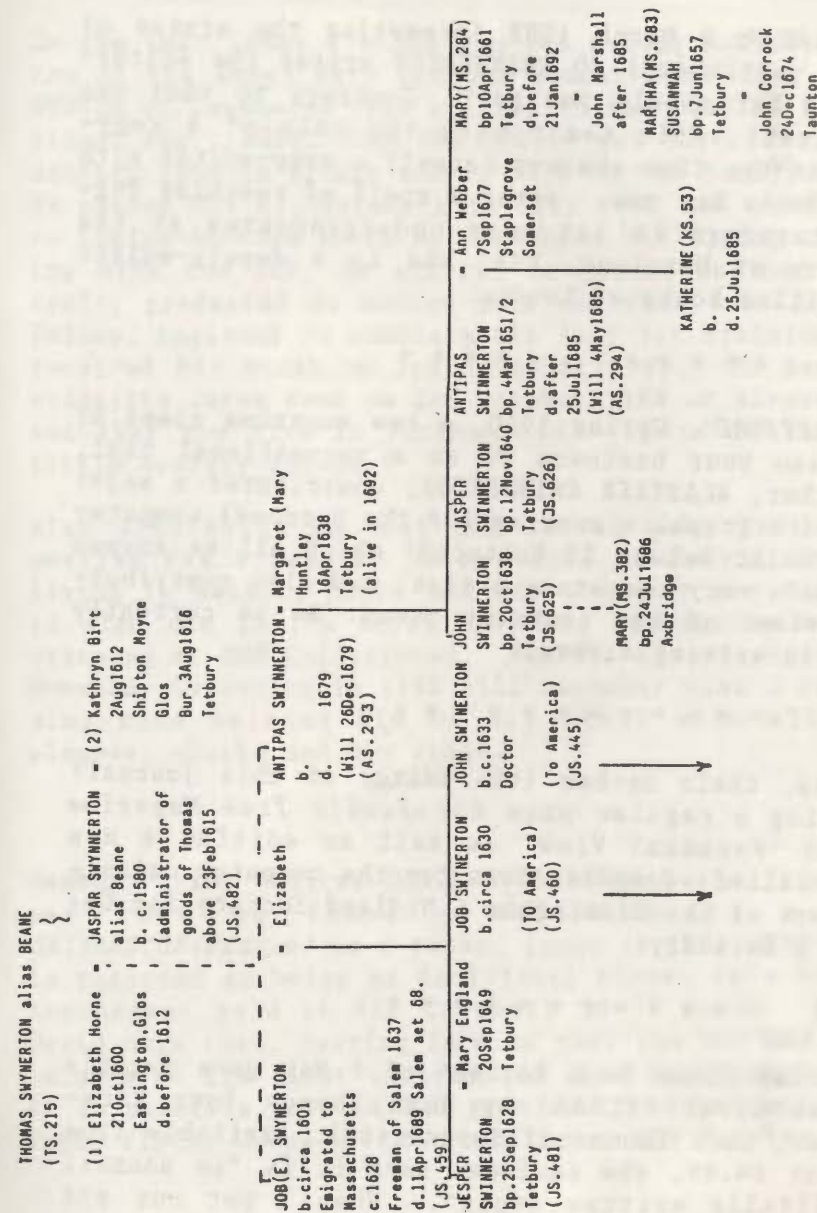 THOMAS SWYNERTON alias BEANE
(TS.215)
(1) Elizabeth Horne = JASPAR SWYNNERTON (2) Kathryn Birt
21Oct1600
Eastington,Glos
d.before 1612
alias Beane
b. c.1580
(administrator of
goods of Thomas
above 23Feb1615
(JS.482)
2Aug1612
Shipton Moyne
Glos
Bur.3Aug1616
Tetbury
JOB(E) SWYNERTON
b.circa 1601
Emigrated to
Massachusetts
c.1628
Freeman of Salem 1637
d.11Apr1689 Salem aet 68.
(JS.459)
Elizabeth
ANTIPAS SWINNERTON = Margaret (Mary
b.
d. 1679
(Will 26Dec1679)
(AS.293)
Huntley
16Apr1638
Tetbury
(alive in 1692)
JESPER = Mary England
SWINNERTON 20Sep1649
bp.25Sep1628 Tetbury
Tetbury
(JS.481)
JOB SWINERTON
b.circa 1630
(TO America)
(JS.460)
JOHN SWINERTON
b.c.1633
Doctor
(To America)
(JS.445)
JOHN
SWINNERTON
bp.2Oct1638
Tetbury
(JS.625)
MARY(MS.382)
bp.24Jul1686
Axbridge
JASPER
SWINNERTON
bp.12Nov1640
Tetbury
(JS.626)
ANTIPAS = Ann Webber
SWINNERTON 7Sep1677
bp.4Mar1651/2 Staplegrove
Tetbury Somerset
d.after
25Jul1685
(Will 4May1685)
(AS.294)
KATHERINE(KS.53)
b.
d.25Jul1685
MARY(MS.284)
bp10Apr1661
Tetbury
d.before
21Jan1692
=
John Marshall
after 1685
MARTHA(MS.283)
SUSANNAH
bp.7Jun1657
Tetbury
=
John Corrock
24Dec1674
Taunton